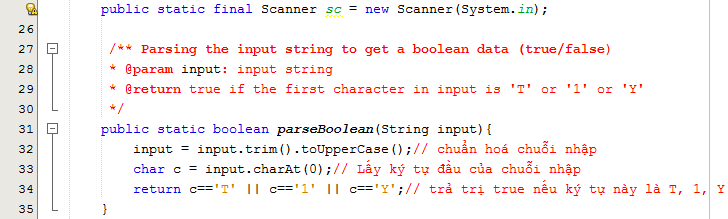 public static final Scanner sc = new Scanner(System.in);
26
27 /** Parsing the input string to get a boolean data (true/false)
28 * @param input: input string
29 * @return true if the first character in input is 'T' or '1' or 'Y'
30 */
31 public static boolean parseBoolean(String input){
32 input = input.trim().toUpperCase();// chuẩn hoá chuỗi nhập
33 char c = input.charAt(0);// Lấy ký tự đầu của chuỗi nhập
34 return c=='T' || c=='1' || c=='Y';// trả trị true nếu ký tự này là T, 1, Y
35 }